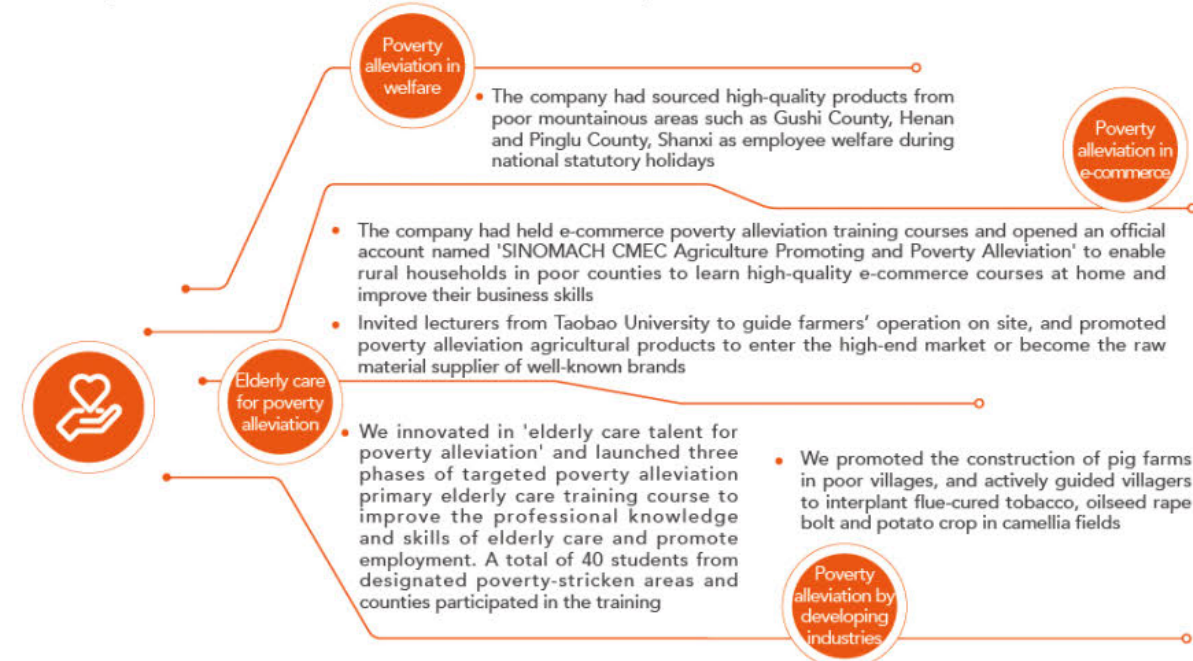 Poverty
alleviation in
welfare
• The company had sourced high-quality products from
poor mountainous areas such as Gushi County, Henan
and Pinglu County, Shanxi as employee welfare during
national statutory holidays
Poverty
alleviation in
e-commerce
• The company had held e-commerce poverty alleviation training courses and opened an official
account named 'SINOMACH CMEC Agriculture Promoting and Poverty Alleviation' to enable
rural households in poor counties to learn high-quality e-commerce courses at home and
improve their business skills
• Invited lecturers from Taobao University to guide farmers' operation on site, and promoted
poverty alleviation agricultural products to enter the high-end market or become the raw
material supplier of well-known brands
Elderly care
for poverty
alleviation
• We innovated in 'elderly care talent for
poverty alleviation' and launched three
phases of targeted poverty alleviation
primary elderly care training course to
improve the professional knowledge
and skills of elderly care and promote
employment. A total of 40 students from
designated poverty-stricken areas and
counties participated in the training
• We promoted the construction of pig farms
in poor villages, and actively guided villagers
to interplant flue-cured tobacco, oilseed rape
bolt and potato crop in camellia fields
Poverty
alleviation by
developing
industries